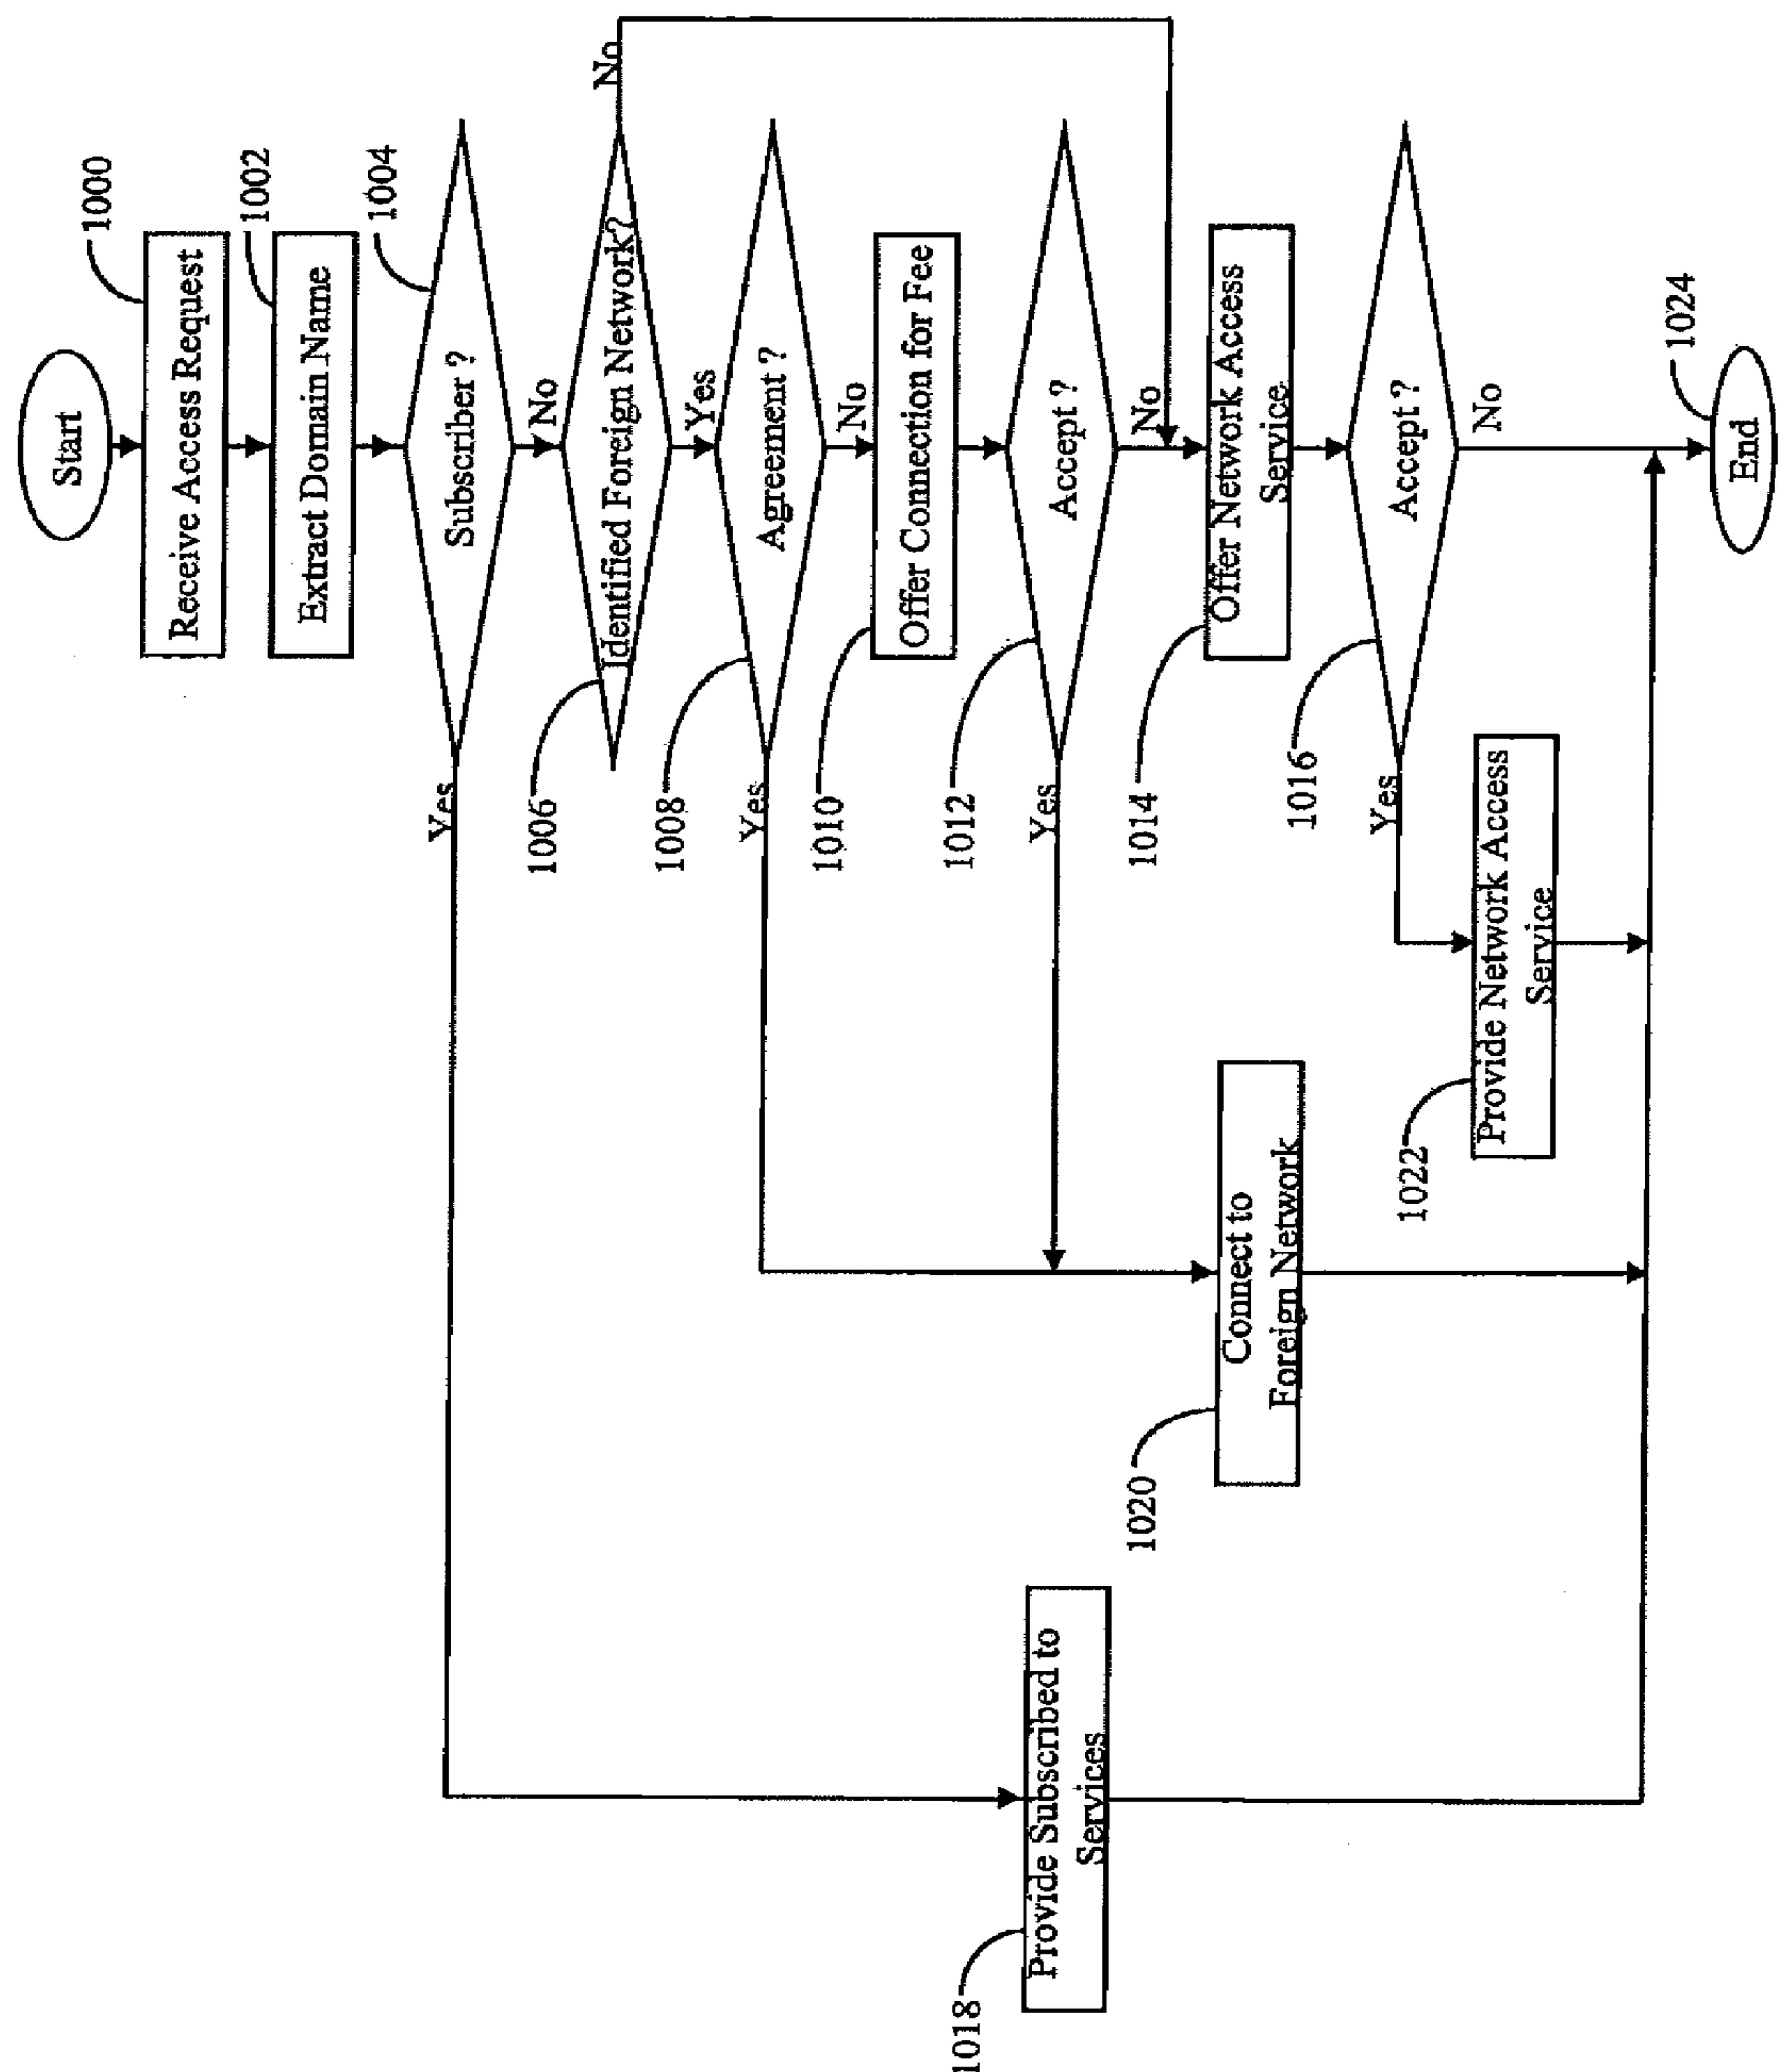 Start
1000
Receive Access Request
1002
Extract Domain Name
1004
Subscriber ?
Yes
No
1006
Identified Foreign Network?
No
Yes
1008
Agreement ?
Yes
No
1010
Offer Connection for Fee
1012
Accept ?
Yes
No
1014
Offer Network Access
Service
1016
Accept ?
Yes
No
1018
Provide Subscribed to
Services
1020
Connect to
Foreign Network
1022
Provide Network Access
Service
1024
End